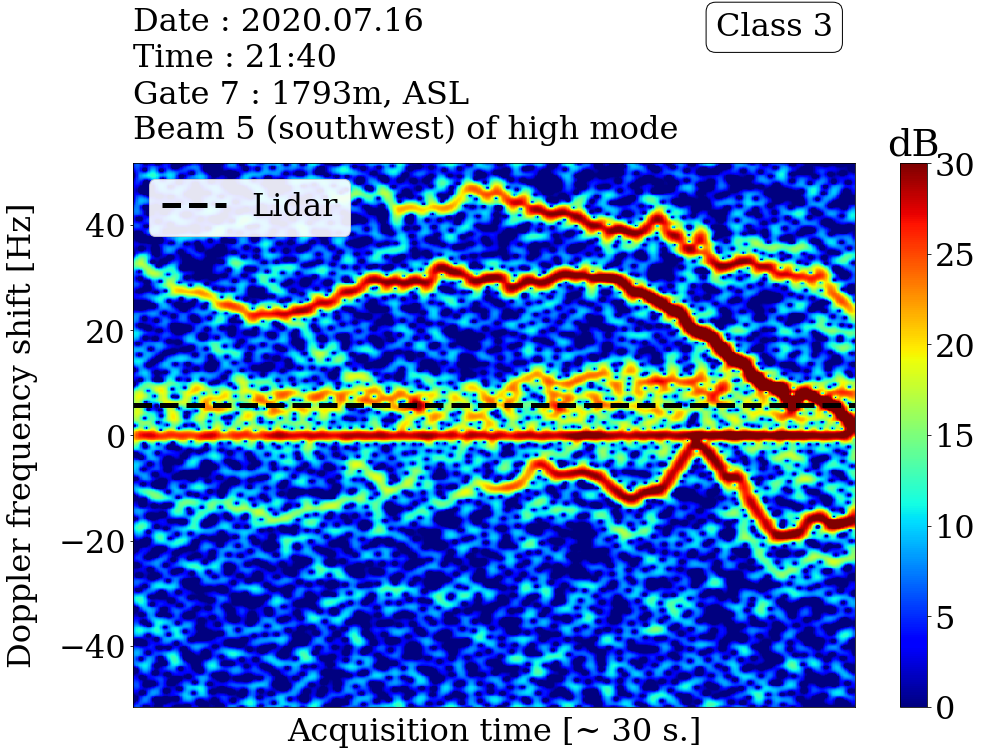 Date : 2020.07.16
Time : 21:40
Gate 7 : 1793m, ASL
Beam 5 (southwest) of high mode
Class 3
Lidar
Doppler frequency shift [Hz]
40
20
0
−20
−40
Acquisition time [~ 30 s.]
dB
30
25
20
15
10
5
0